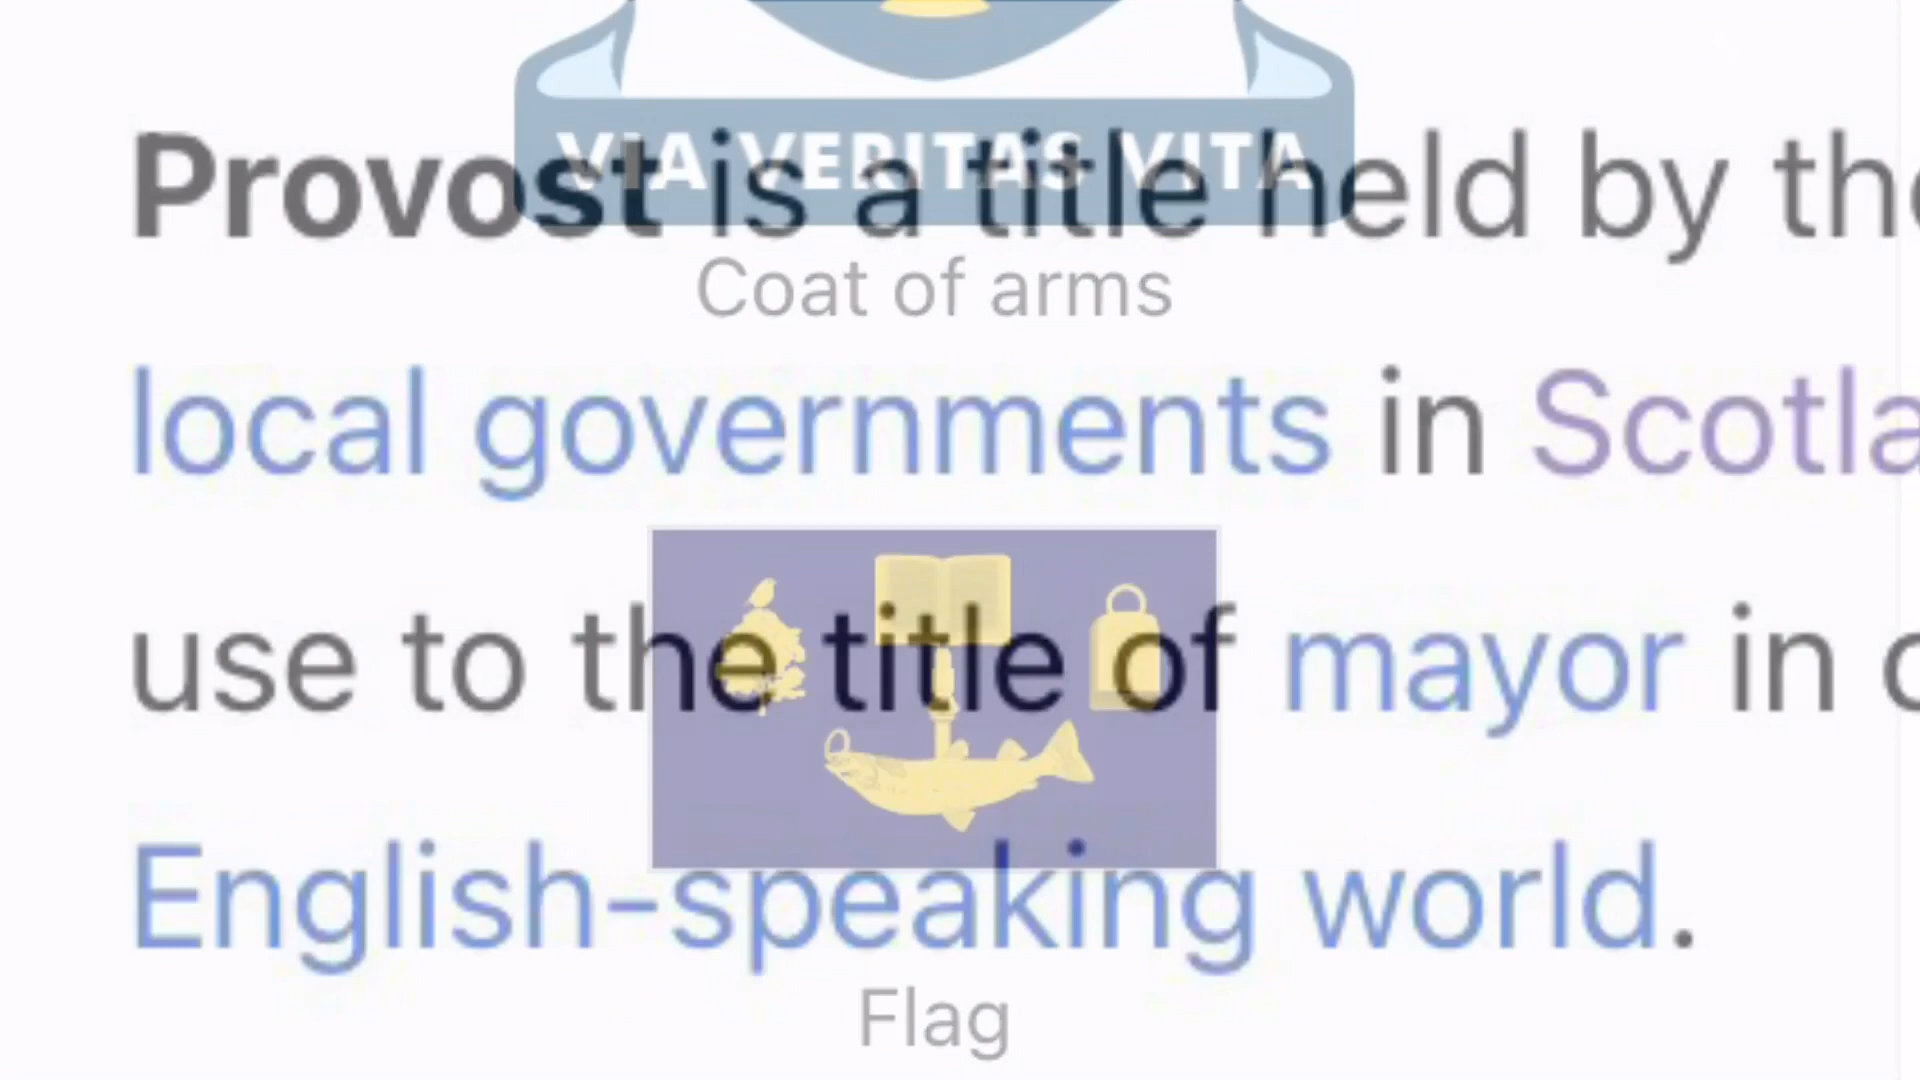 VIA VERITAS VITA
Provost is a title held by the
Coat of arms
local governments in Scotla
use to the title of mayor in
English-speaking world.
Flag